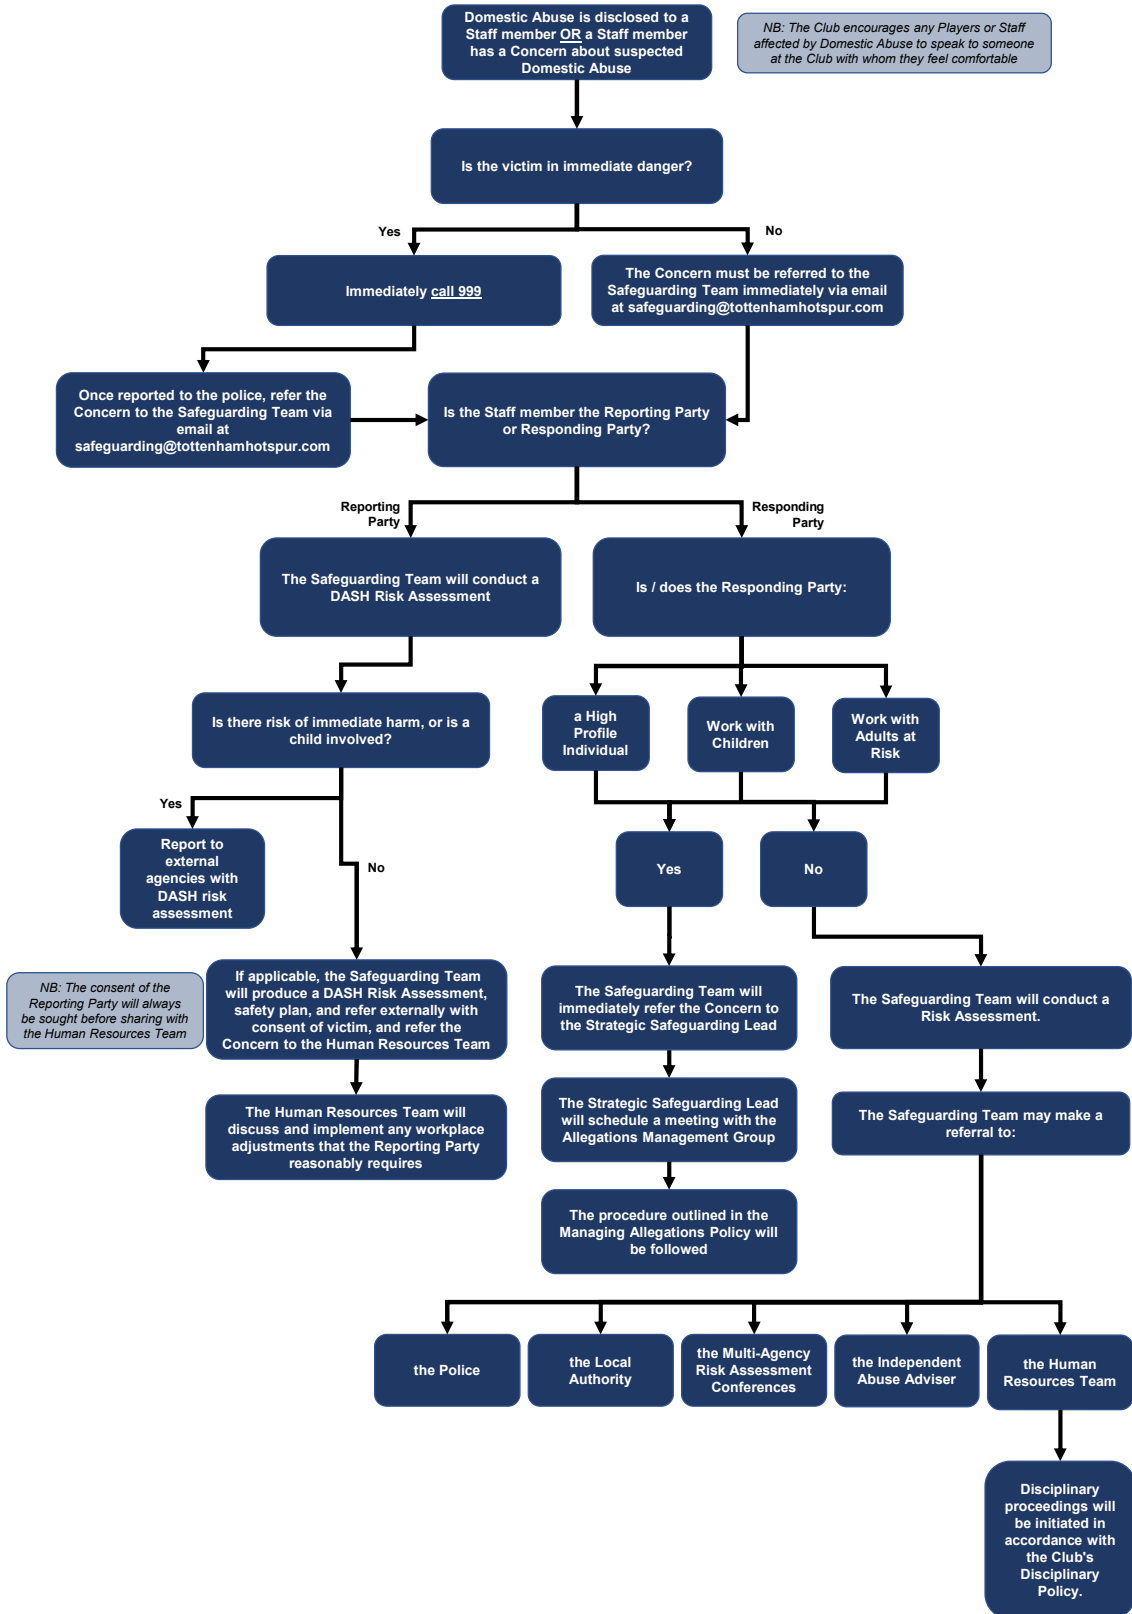 Domestic Abuse is disclosed to a
Staff member OR a Staff member
has a Concern about suspected
Domestic Abuse
NB: The Club encourages any Players or Staff
affected by Domestic Abuse to speak to someone
at the Club with whom they feel comfortable
Is the victim in immediate danger?
Yes
No
Immediately call 999
The Concern must be referred to the
Safeguarding Team immediately via email
at safeguarding@tottenhamhotspur.com
Once reported to the police, refer the
Concern to the Safeguarding Team via
email at
safeguarding@tottenhamhotspur.com
Is the Staff member the Reporting Party
or Responding Party?
Reporting
Party
Responding
Party
The Safeguarding Team will conduct a
DASH Risk Assessment
Is / does the Responding Party:
Is there risk of immediate harm, or is a
child involved?
a High
Profile
Individual
Work with
Children
Work with
Adults at
Risk
Yes
No
Report to
external
agencies with
DASH risk
assessment
Yes
No
NB: The consent of the
Reporting Party will always
be sought before sharing with
the Human Resources Team
If applicable, the Safeguarding Team
will produce a DASH Risk Assessment,
safety plan, and refer externally with
consent of victim, and refer the
Concern to the Human Resources Team
The Safeguarding Team will
immediately refer the Concern to
the Strategic Safeguarding Lead
The Safeguarding Team will conduct a
Risk Assessment.
The Human Resources Team will
discuss and implement any workplace
adjustments that the Reporting Party
reasonably requires
The Strategic Safeguarding Lead
will schedule a meeting with the
Allegations Management Group
The Safeguarding Team may make a
referral to:
The procedure outlined in the
Managing Allegations Policy will
be followed
the Police
the Local
Authority
the Multi-Agency
Risk Assessment
Conferences
the Independent
Abuse Adviser
the Human
Resources Team
Disciplinary
proceedings will
be initiated in
accordance with
the Club's
Disciplinary
Policy.